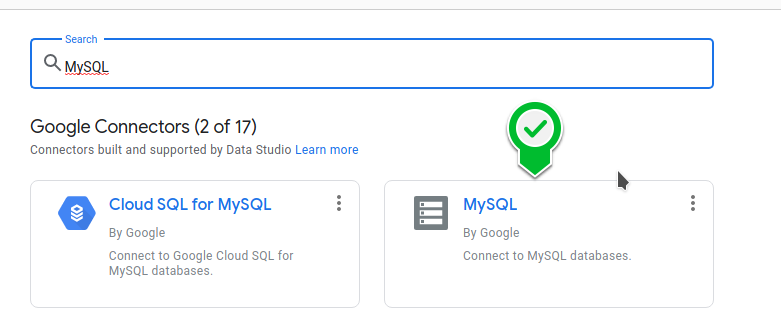 Search
MySQL
Google Connectors (2 of 17)
Connectors built and supported by Data Studio Learn more
Cloud SQL for MySQL
By Google
Connect to Google Cloud SQL for
MySQL databases.
MySQL
By Google
Connect to MySQL databases.